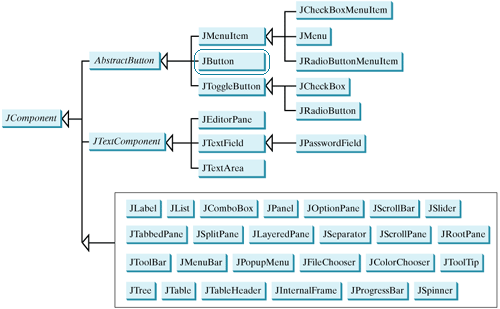 JCheckBoxMenuItem
JMenuItem
JMenu
AbstractButton
JButton
JRadioButtonMenuItem
JToggleButton
JCheckBox
JRadioButton
JComponent
JEditorPane
JTextComponent
JTextField
JPasswordField
JTextArea
JLabel JList JComboBox JPanel JOptionPane JScrollBar JSlider
JTabbedPane JSplitPane JLayeredPane JSeparator JScrollPane JRootPane
JToolBar JMenuBar JPopupMenu JFileChooser JColorChooser JToolTip
JTree JTable JTableHeader JInternalFrame JProgressBar JSpinner